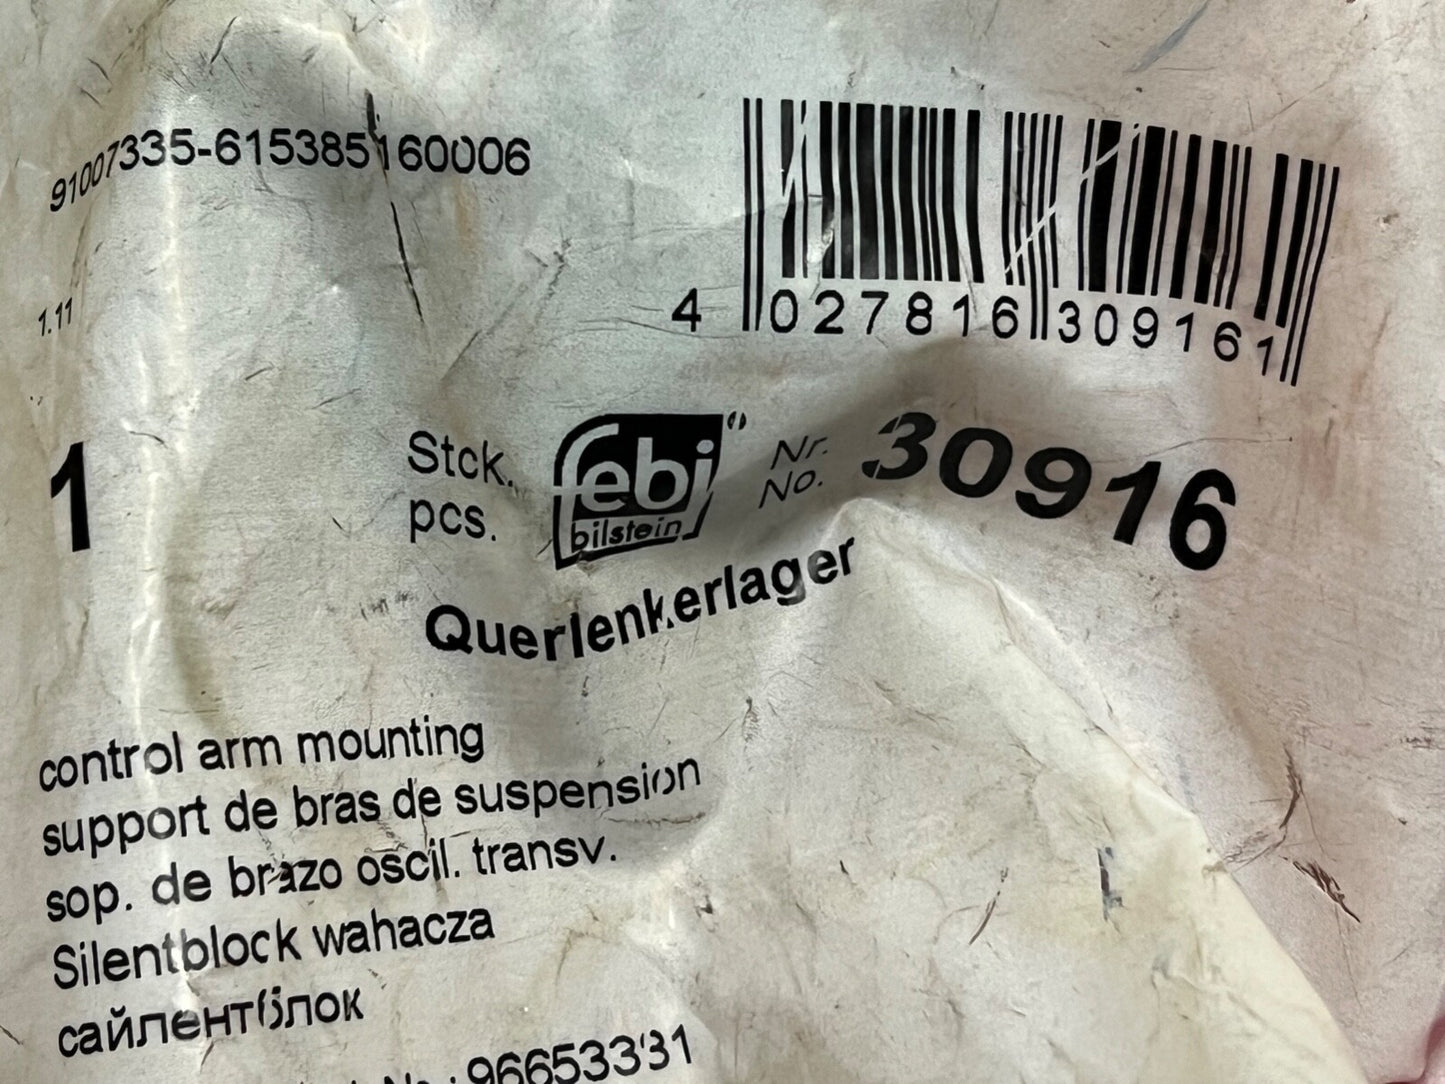 91007335-615385160006
4 027816 309161
1.11
1
Stck.
pcs.
febi
bilstein
Nr.
No.
30916
Querlenkerlager
control arm mounting
support de bras de suspension
sop. de brazo oscil. transv.
Silentblock wahacza
сайлентблок
96653331